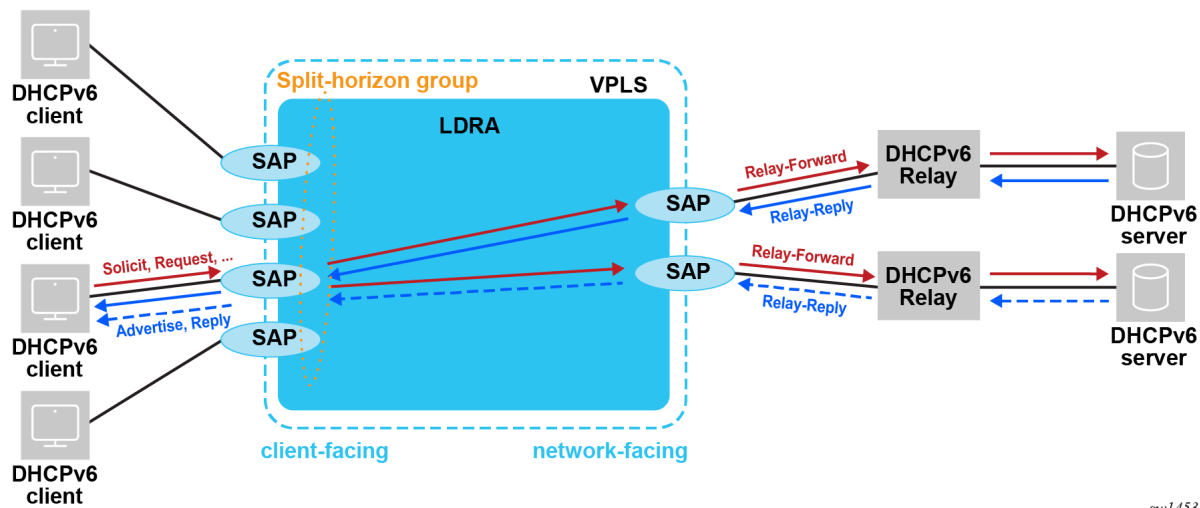 DHCPv6
client
DHCPv6
client
Solicit, Request, ...
Advertise, Reply
DHCPv6
client
DHCPv6
client
Split-horizon group
VPLS
LDRA
SAP
SAP
SAP
SAP
client-facing
network-facing
SAP
SAP
Relay-Forward
Relay-Reply
Relay-Forward
Relay-Reply
DHCPv6
Relay
DHCPv6
Relay
DHCPv6
server
DHCPv6
server